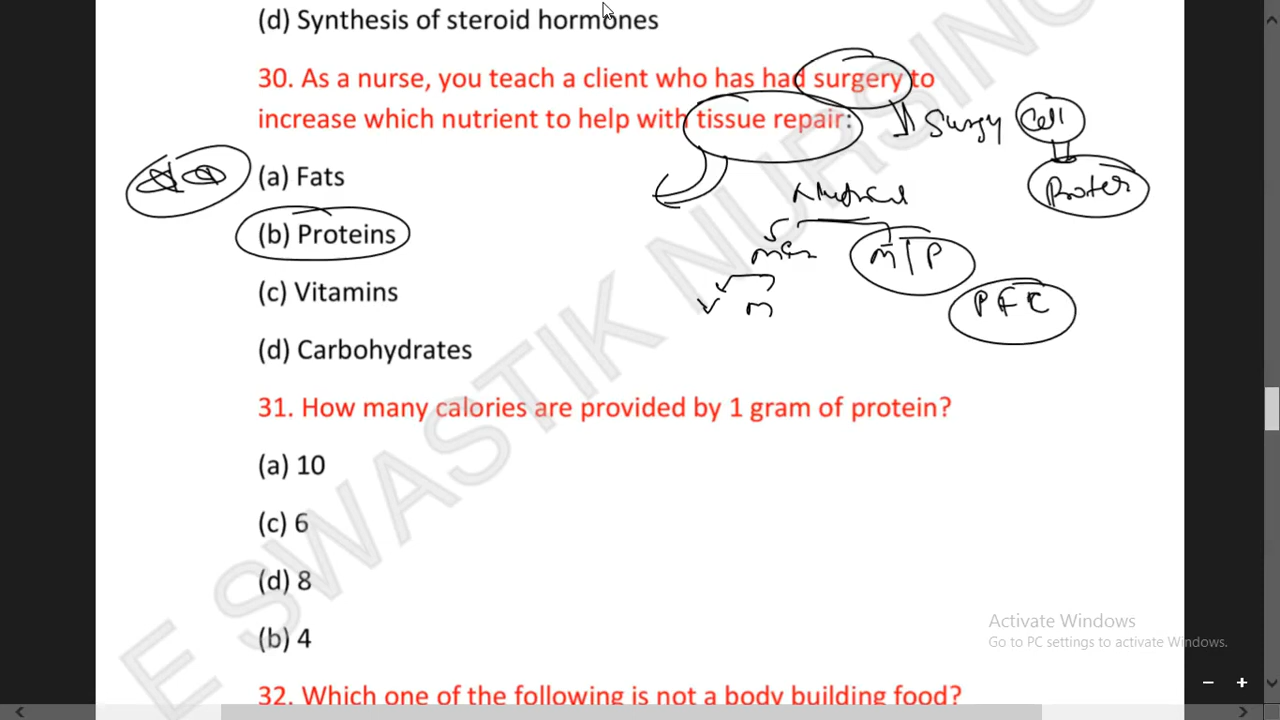 (d) Synthesis of steroid hormones
30. As a nurse, you teach a client who has had surgery to
increase which nutrient to help with tissue repair:
Surgy Cell
(a) Fats
(b) Proteins
M T P
P F C
(c) Vitamins
(d) Carbohydrates
31. How many calories are provided by 1 gram of protein?
(a) 10
(c) 6
(d) 8
(b) 4
32. Which one of the following is not a body building food?
E SWASTIK NURSING
Activate Windows
Go to PC settings to activate Windows.